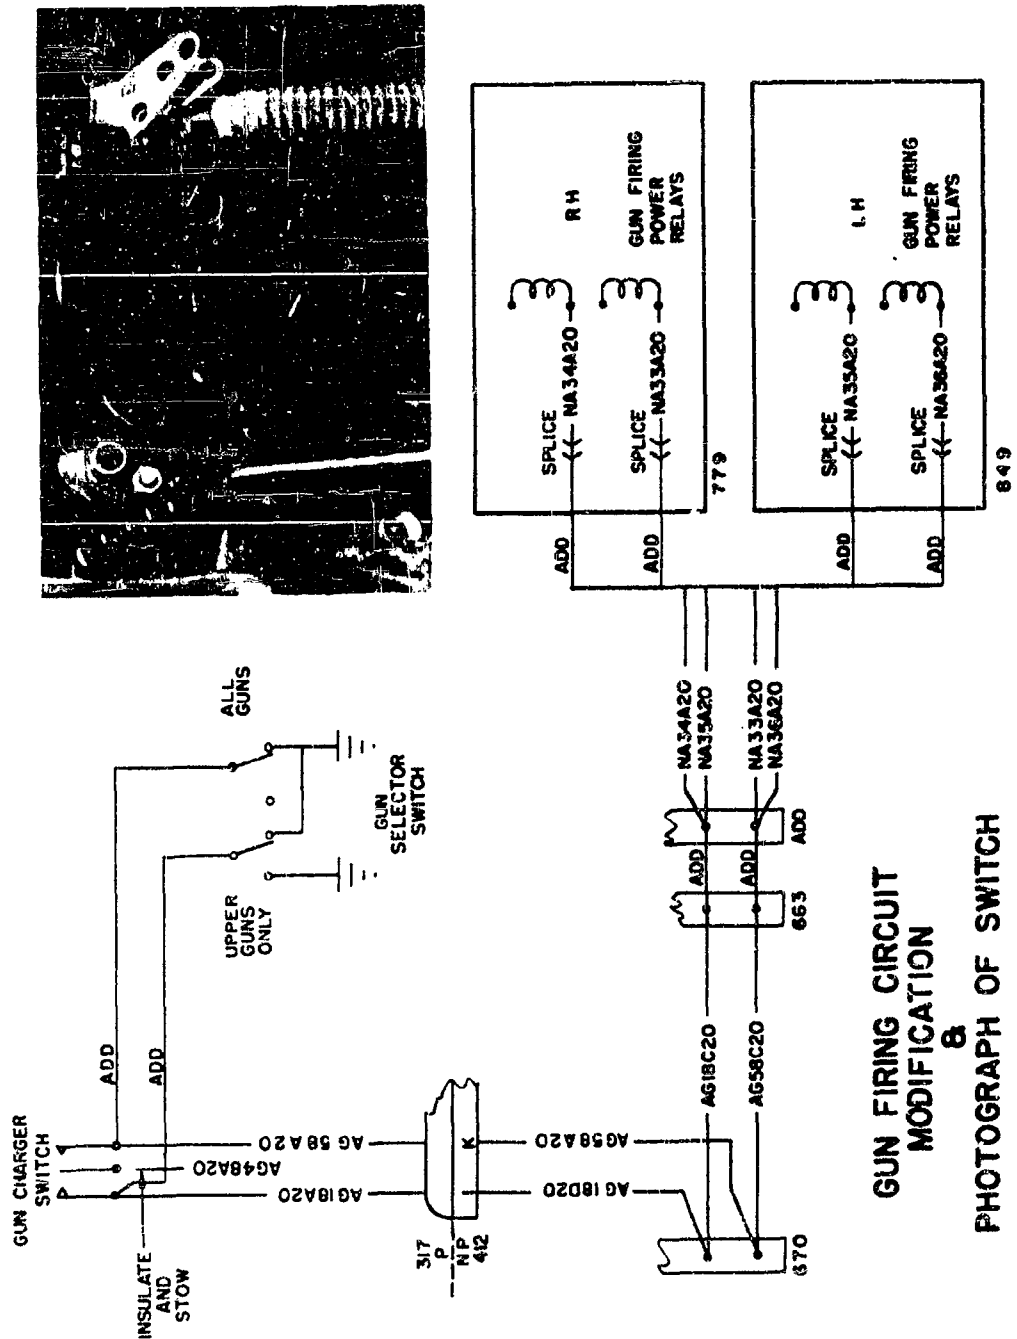 GUN CHARGER
SWITCH
INSULATE
AND
STOW
ADD
ADD
AG58A20
AG48A20
AG18A20
UPPER
GUNS
ONLY
ALL
GUNS
GUN
SELECTOR
SWITCH
317
P
NP
412
K
AG58A20
AG18D20
670
AG18C20
AG58C20
663
ADD
ADD
ADD
NA34A20
NA35A20
NA33A20
NA36A20
ADD
ADD
ADD
ADD
SPLICE
NA34A20
RH
SPLICE
NA33A20
GUN FIRING
POWER
RELAYS
779
SPLICE
NA35A20
LH
SPLICE
NA36A20
GUN FIRING
POWER
RELAYS
849
GUN FIRING CIRCUIT
MODIFICATION
&
PHOTOGRAPH OF SWITCH